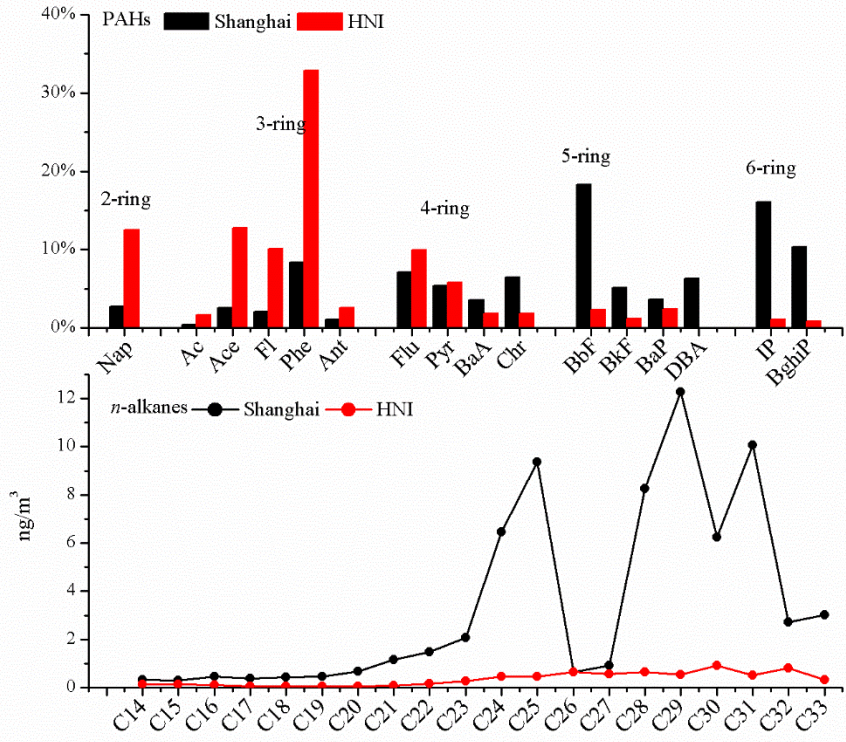 40%
PAHs Shanghai HNI
30%
3-ring
20%
2-ring 4-ring 5-ring 6-ring
10%
0%
Nap Ac Ace Fl Phe Ant Flu Pyr BaA Chr BbF BkF BaP DBA IP BghiP
12
n-alkanes Shanghai HNI
10
8
ng/m³
6
4
2
0
C14 C15 C16 C17 C18 C19 C20 C21 C22 C23 C24 C25 C26 C27 C28 C29 C30 C31 C32 C33